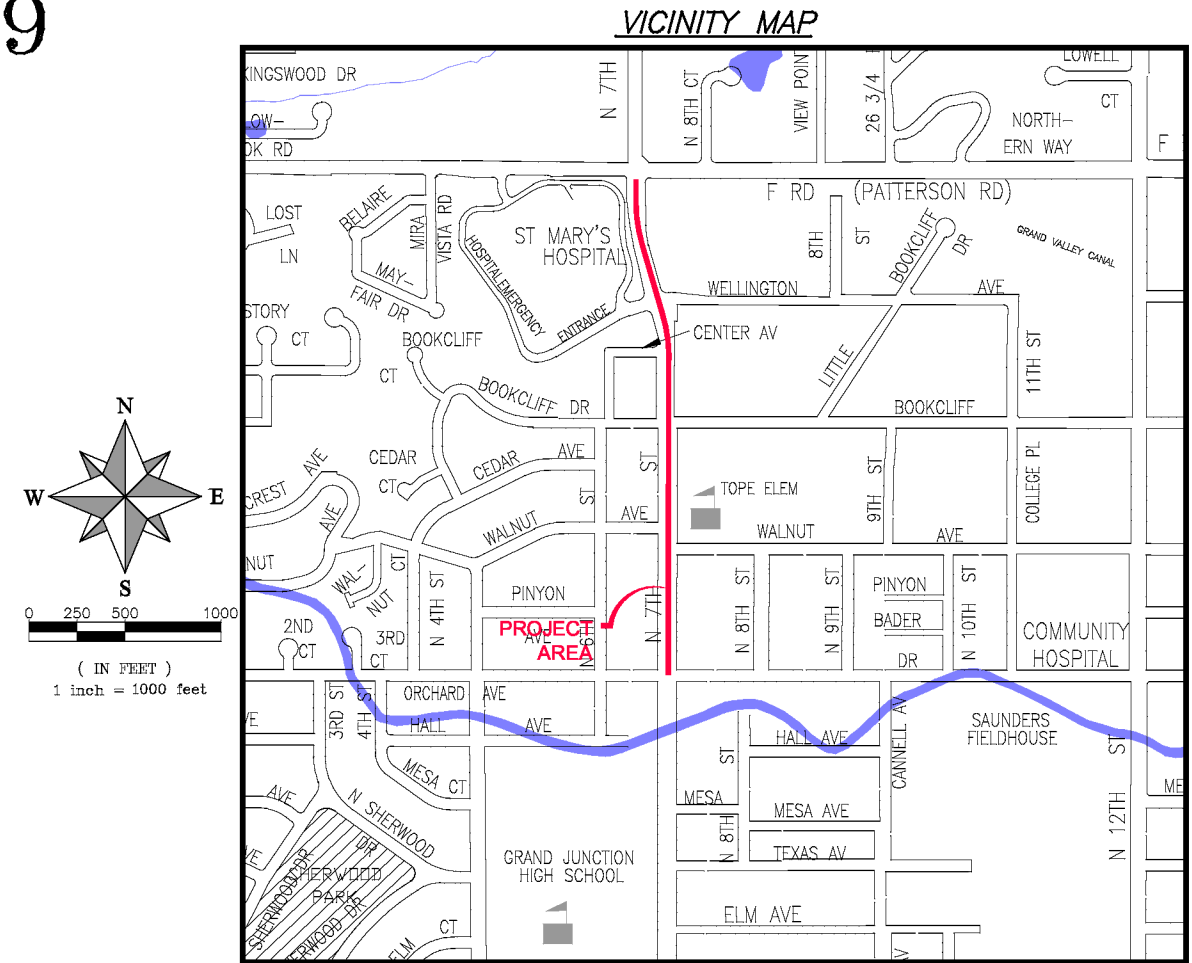 9
VICINITY MAP
KINGSWOOD DR
N 7TH
N 8TH CT
VIEW POIN
26 3/4
LOWELL
CT
NORTH-
ERN WAY
F
OW-
OK RD
F RD (PATTERSON RD)
LOST
LN
BELAIRE
MIRA
VISTA RD
MAY-
FAIR DR
ST MARY'S
HOSPITAL
HOSPITAL EMERGENCY
ENTRANCE
8TH
ST
BOOKCLIFF
DR
GRAND VALLEY CANAL
WELLINGTON
AVE
STORY
CT
BOOKCLIFF
CT
CENTER AV
LITTLE
11TH ST
BOOKCLIFF DR
BOOKCLIFF
N
W
E
S
CREST
AVE
AVE
CEDAR
CT
CEDAR
AVE
ST
ST
TOPE ELEM
9TH ST
COLLEGE PL
WALNUT
AVE
WALNUT
AVE
NUT
WAL-
NUT
CT
N 4TH ST
PINYON
AVE
N 6TH
N 7TH
PROJECT
AREA
N 8TH ST
N 9TH ST
PINYON
BADER
DR
N 10TH ST
COMMUNITY
HOSPITAL
0 250 500 1000
( IN FEET )
1 inch = 1000 feet
2ND
CT
3RD
CT
3RD ST
4TH ST
ORCHARD AVE
HALL
AVE
VE
ST
HALL AVE
CANNELL AV
SAUNDERS
FIELDHOUSE
ST
N 12TH
MESA CT
AVE
N SHERWOOD
DR
MESA
N 8TH
MESA AVE
TEXAS AV
ME
VE
SHERWOOD DR
HERWOOD
PARK
ERWOOD DR
GRAND JUNCTION
HIGH SCHOOL
ELM AVE
ELM
CT
AV